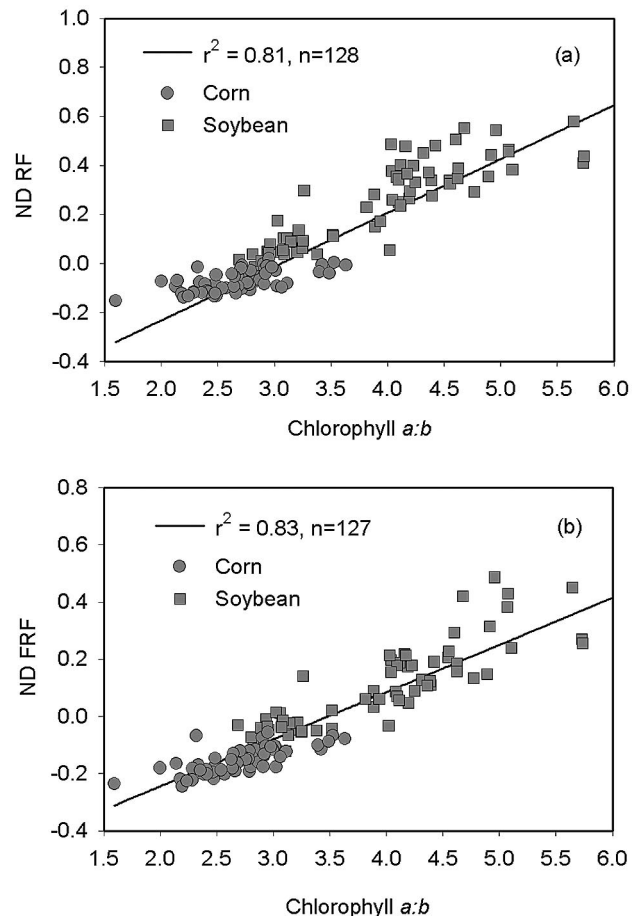 1.0
r² = 0.81, n=128
(a)
0.8
Corn
0.6
Soybean
0.4
ND RF
0.2
0.0
-0.2
-0.4
1.5 2.0 2.5 3.0 3.5 4.0 4.5 5.0 5.5 6.0
Chlorophyll a:b
0.8
r² = 0.83, n=127
(b)
0.6
Corn
Soybean
0.4
ND FRF
0.2
0.0
-0.2
-0.4
1.5 2.0 2.5 3.0 3.5 4.0 4.5 5.0 5.5 6.0
Chlorophyll a:b